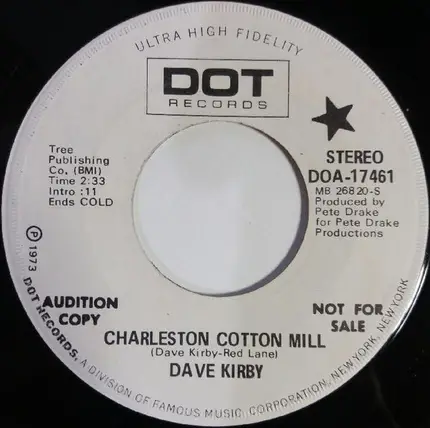 ULTRA HIGH FIDELITY
DOT
RECORDS
Tree
Publishing
Co. (BMI)
Time 2:33
Intro :11
Ends COLD
STEREO
DOA-17461
MB 26820-S
Produced by
Pete Drake
for Pete Drake
Productions
AUDITION
COPY
NOT FOR
SALE
CHARLESTON COTTON MILL
(Dave Kirby-Red Lane)
DAVE KIRBY
Ⓟ 1973 DOT RECORDS, A DIVISION OF FAMOUS MUSIC CORPORATION, NEW YORK, NEW YORK